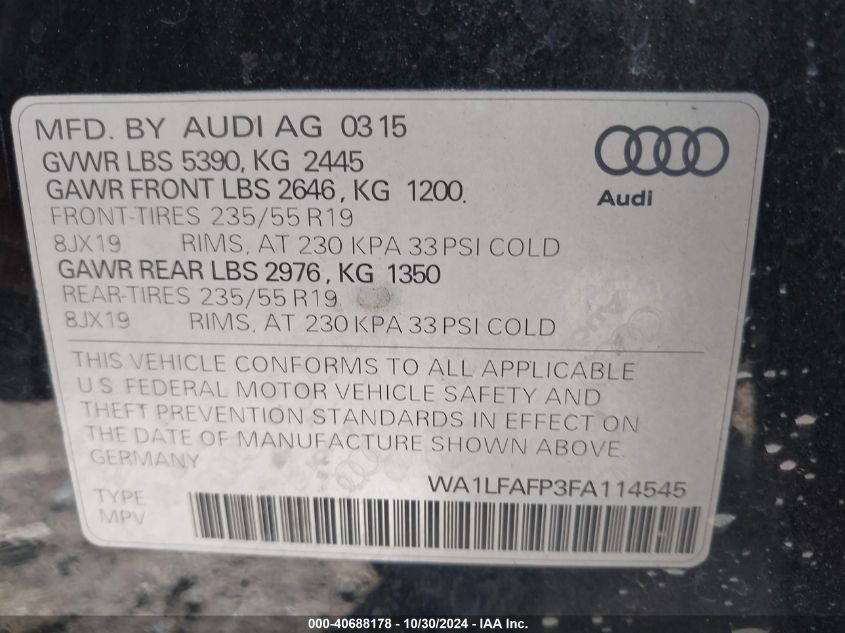 MFD. BY AUDI AG 03 15
GVWR LBS 5390, KG 2445
GAWR FRONT LBS 2646, KG 1200.
FRONT-TIRES 235/55 R19
8JX19 RIMS, AT 230 KPA 33 PSI COLD
GAWR REAR LBS 2976, KG 1350
REAR-TIRES 235/55 R19
8JX19 RIMS, AT 230 KPA 33 PSI COLD
Audi
THIS VEHICLE CONFORMS TO ALL APPLICABLE
U.S. FEDERAL MOTOR VEHICLE SAFETY AND
THEFT PREVENTION STANDARDS IN EFFECT ON
THE DATE OF MANUFACTURE SHOWN ABOVE.
GERMANY
WA1LFAFP3FA114545
TYPE
MPV
000-40688178 - 10/30/2024 - IAA Inc.